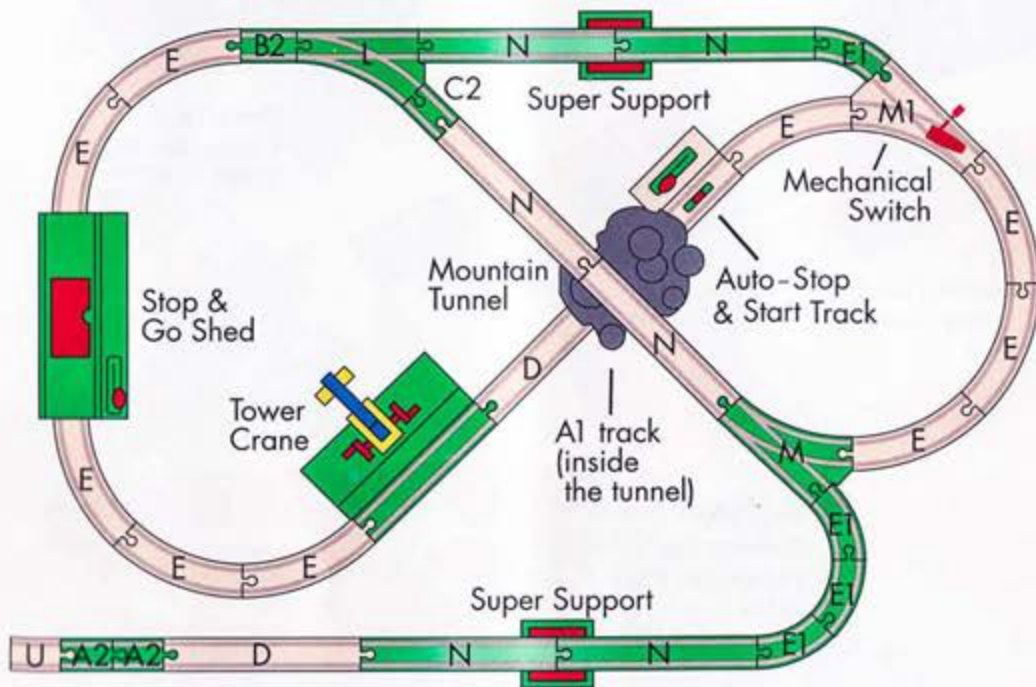 E
B2
L
N
N
E1
C2
Super Support
E
M1
E
Mechanical
Switch
E
N
E
Mountain
Tunnel
Auto-Stop
& Start Track
Stop &
Go Shed
N
E
D
Tower
Crane
A1 track
(inside
the tunnel)
M
E
E
E1
E
E
E1
Super Support
E1
U
A2
A2
D
N
N